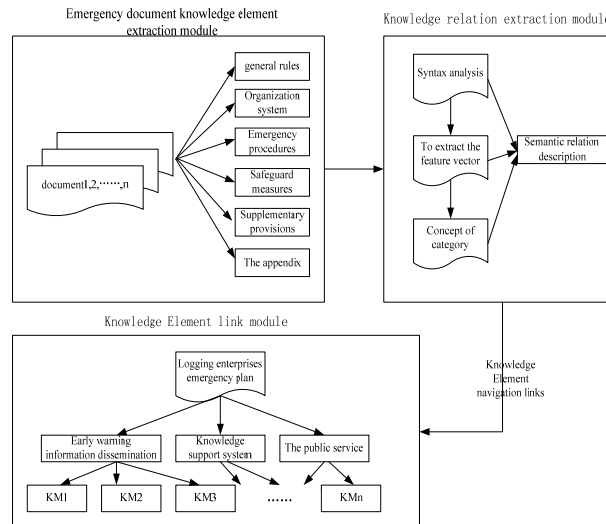 Emergency document knowledge element
extraction module
general rules
Organization
system
Emergency
procedures
Safeguard
measures
Supplementary
provisions
The appendix
document1,2,……,n
Knowledge relation extraction module
Syntax analysis
To extract the
feature vector
Concept of
category
Semantic relation
description
Knowledge
Element
navigation links
Knowledge Element link module
Logging enterprises
emergency plan
Early warning
information dissemination
Knowledge
support system
The public service
KM1
KM2
KM3
……
KMn